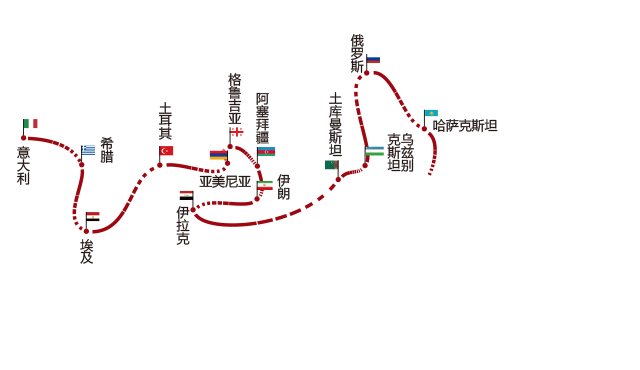 意大利
希腊
埃及
土耳其
亚美尼亚
格鲁吉亚
阿塞拜疆
伊朗
伊拉克
土库曼斯坦
乌兹别
克斯坦
俄罗斯
哈萨克斯坦